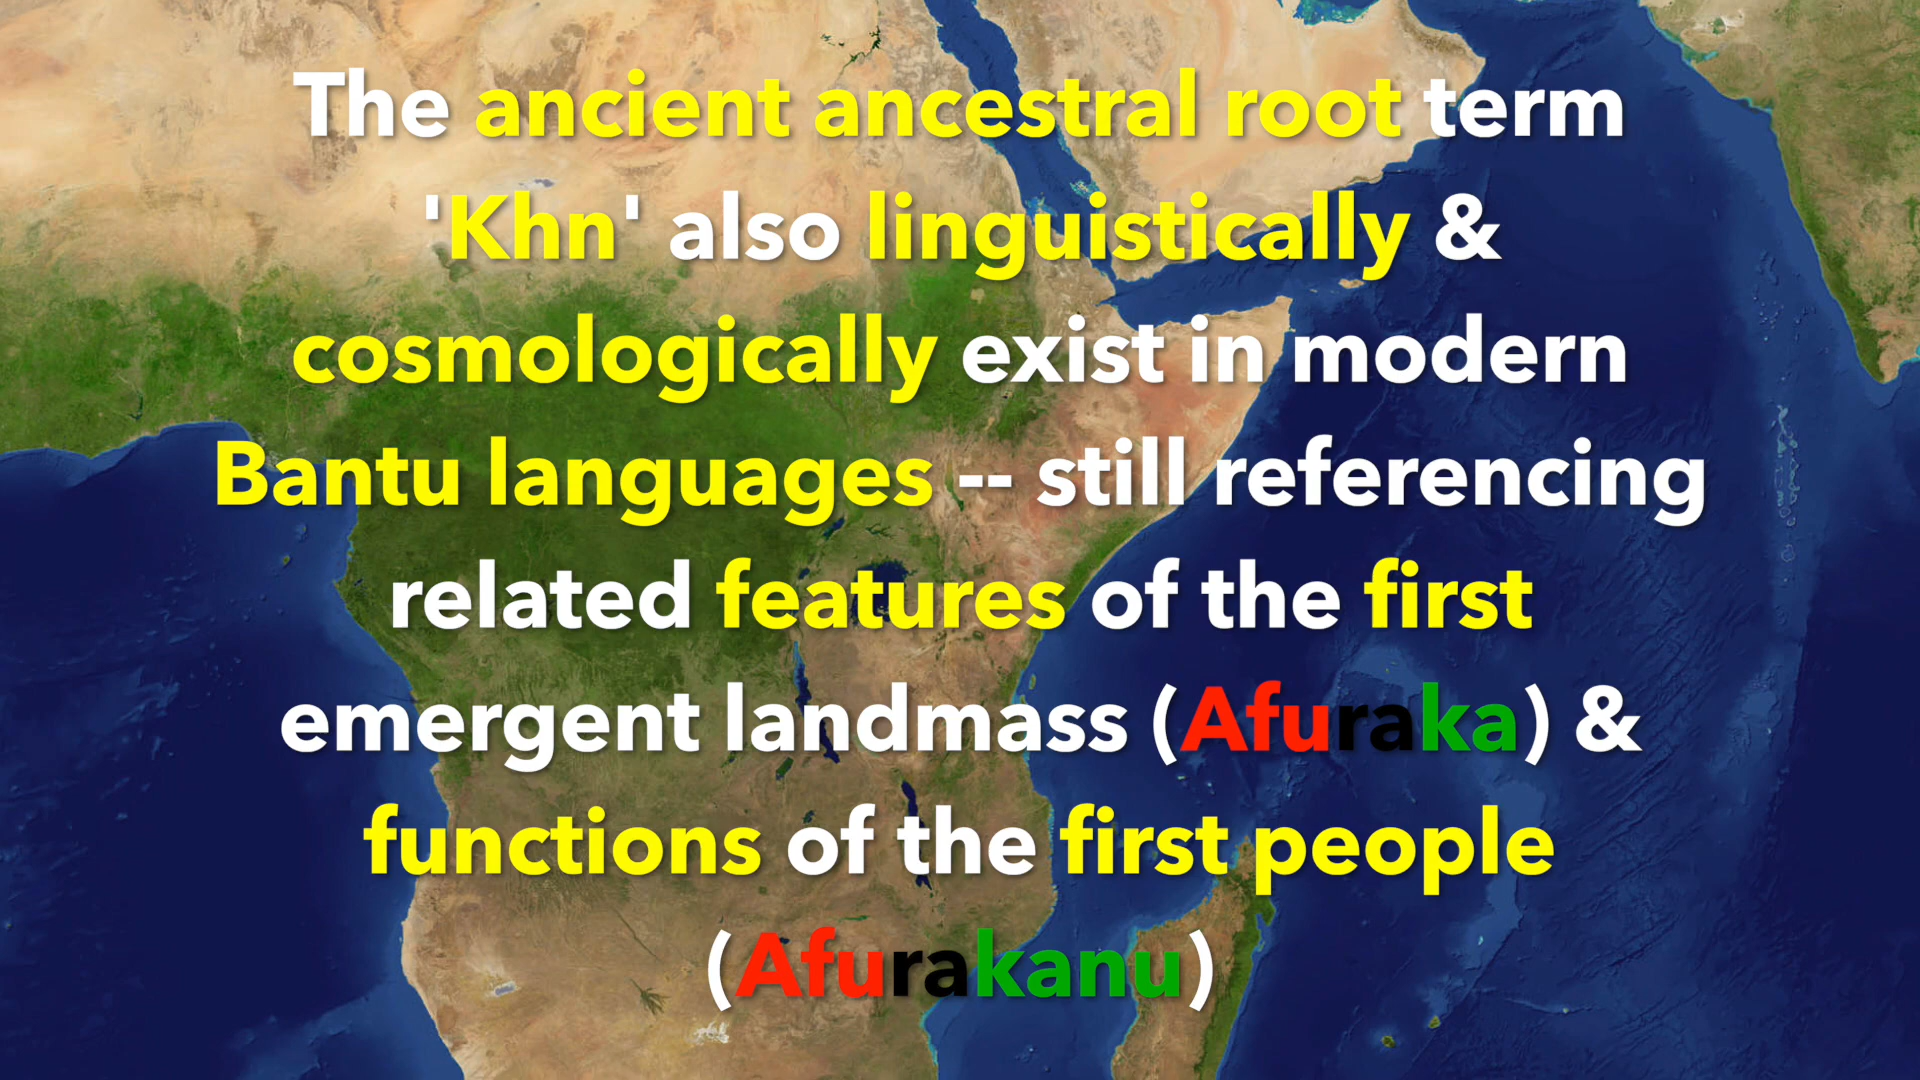 The ancient ancestral root term
'Khn' also linguistically &
cosmologically exist in modern
Bantu languages -- still referencing
related features of the first
emergent landmass (Afuraka) &
functions of the first people
(Afurakanu)